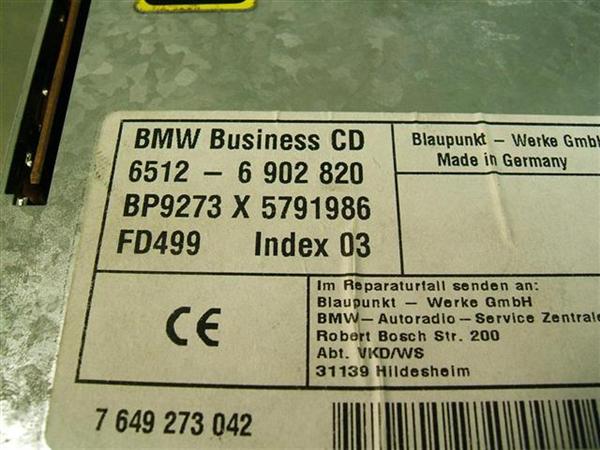 BMW Business CD
6512 – 6 902 820
BP9273 X 5791986
FD499 Index 03
Blaupunkt – Werke GmbH
Made in Germany
CE
Im Reparaturfall senden an:
Blaupunkt – Werke GmbH
BMW– Autoradio – Service Zentrale
Robert Bosch Str. 200
Abt. VKD/WS
31139 Hildesheim
7 649 273 042